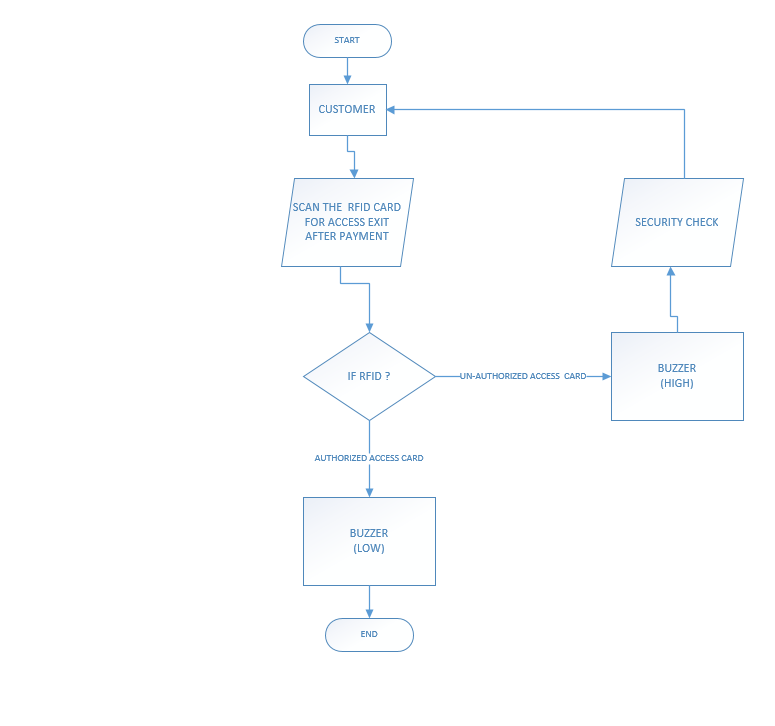 START
CUSTOMER
SCAN THE RFID CARD
FOR ACCESS EXIT
AFTER PAYMENT
SECURITY CHECK
IF RFID ?
UN-AUTHORIZED ACCESS CARD
BUZZER
(HIGH)
AUTHORIZED ACCESS CARD
BUZZER
(LOW)
END